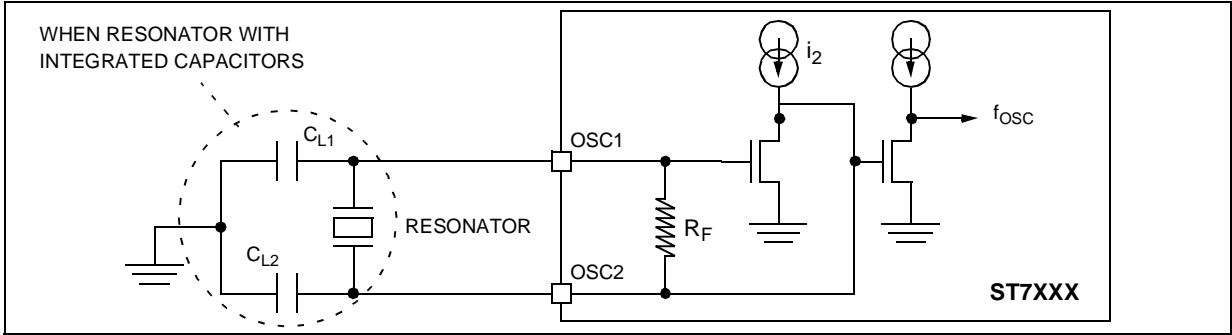 WHEN RESONATOR WITH
INTEGRATED CAPACITORS
i2
fOSC
CL1
OSC1
RESONATOR
RF
CL2
OSC2
ST7XXX